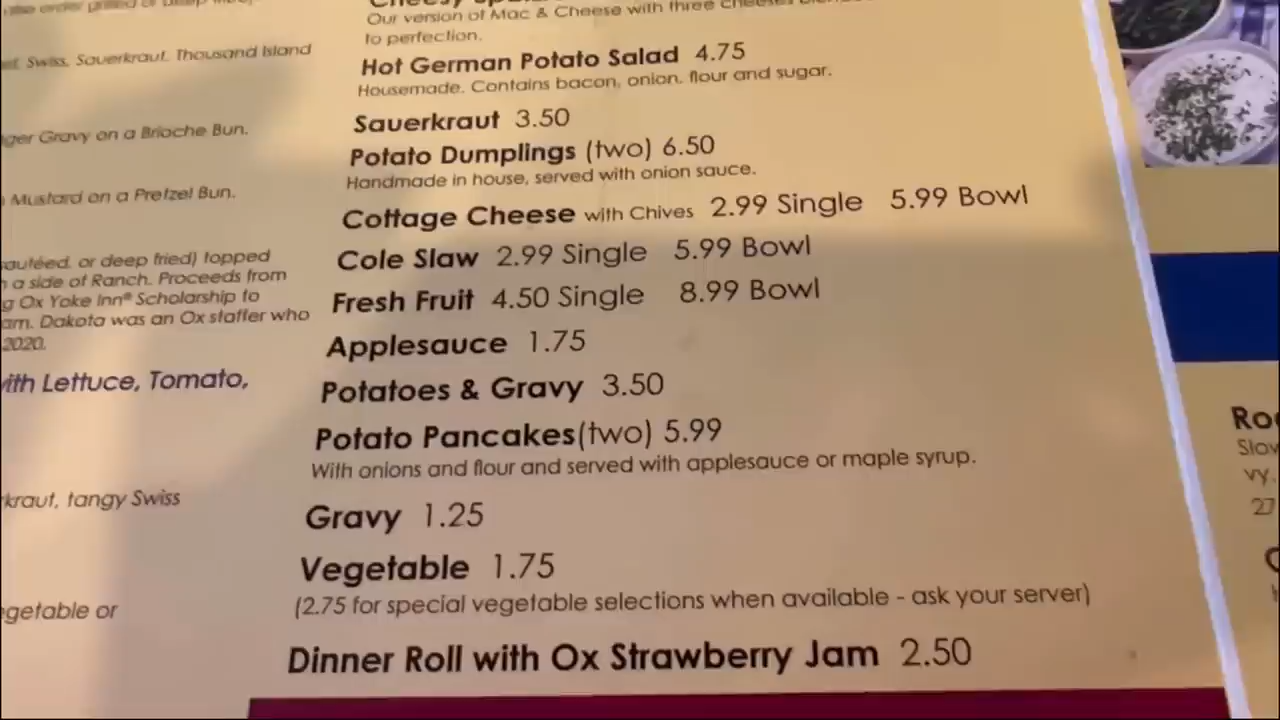 Swiss, Sauerkraut, Thousand Island
Gravy on a Brioche Bun.
Mustard on a Pretzel Bun.
or deep fried) topped
a side of Ranch. Proceeds from
Ox Yoke Inn® Scholarship to
Dakota was an Ox staffer who
2020.
with Lettuce, Tomato,
tangy Swiss
or
Our version of Mac & Cheese with three cheeses
to perfection.
Hot German Potato Salad 4.75
Housemade. Contains bacon, onion, flour and sugar.
Sauerkraut 3.50
Potato Dumplings (two) 6.50
Handmade in house, served with onion sauce.
Cottage Cheese with Chives 2.99 Single 5.99 Bowl
Cole Slaw 2.99 Single 5.99 Bowl
Fresh Fruit 4.50 Single 8.99 Bowl
Applesauce 1.75
Potatoes & Gravy 3.50
Potato Pancakes(two) 5.99
With onions and flour and served with applesauce or maple syrup.
Gravy 1.25
Vegetable 1.75
(2.75 for special vegetable selections when available - ask your server)
Dinner Roll with Ox Strawberry Jam 2.50